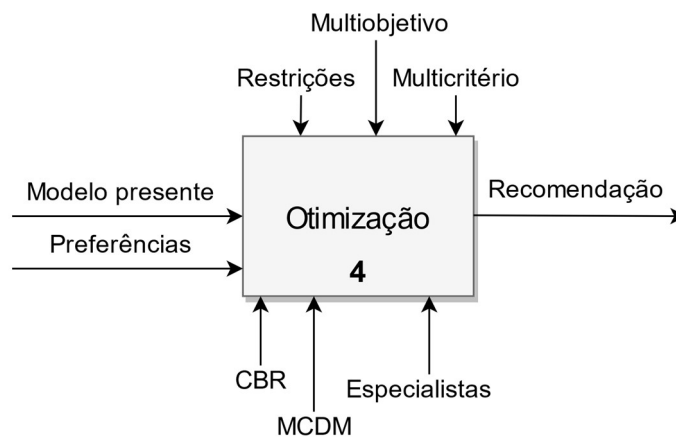 Multiobjetivo
Restrições
Multicritério
Modelo presente
Recomendação
Otimização
Preferências
4
CBR
Especialistas
MCDM